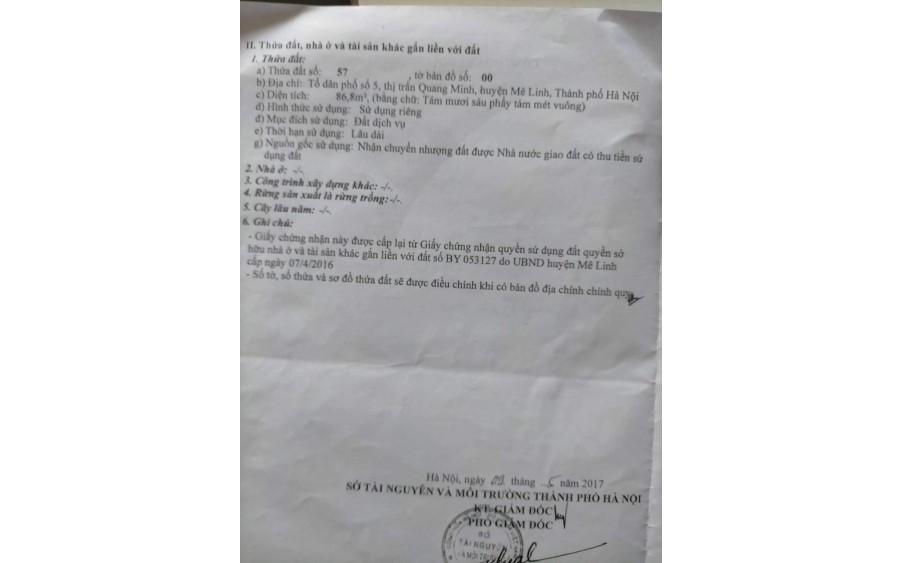 II. Thửa đất, nhà ở và tài sản khác gắn liền với đất
1. Thửa đất:
a) Thửa đất số: 57 , tờ bản đồ số: 00
b) Địa chỉ: Tổ dân phố số 5, thị trấn Quang Minh, huyện Mê Linh, Thành phố Hà Nội
c) Diện tích: 86,8m², (bằng chữ: Tám mươi sáu phẩy tám mét vuông)
d) Hình thức sử dụng: Sử dụng riêng
đ) Mục đích sử dụng: Đất dịch vụ
e) Thời hạn sử dụng: Lâu dài
g) Nguồn gốc sử dụng: Nhận chuyển nhượng đất được Nhà nước giao đất có thu tiền sử
dụng đất
2. Nhà ở: -/-.
3. Công trình xây dựng khác: -/-.
4. Rừng sản xuất là rừng trồng: -/-.
5. Cây lâu năm: -/-.
6. Ghi chú:
- Giấy chứng nhận này được cấp lại từ Giấy chứng nhận quyền sử dụng đất quyền sở
hữu nhà ở và tài sản khác gắn liền với đất số BY 053127 do UBND huyện Mê Linh
cấp ngày 07/4/2016
- Số tờ, số thửa và sơ đồ thửa đất sẽ được điều chỉnh khi có bản đồ địa chính chính quy
Hà Nội, ngày 09 tháng 5 năm 2017
SỞ TÀI NGUYÊN VÀ MÔI TRƯỜNG THÀNH PHỐ HÀ NỘI
KT GIÁM ĐỐC
PHÓ GIÁM ĐỐC
SỞ
TÀI NGUYÊN